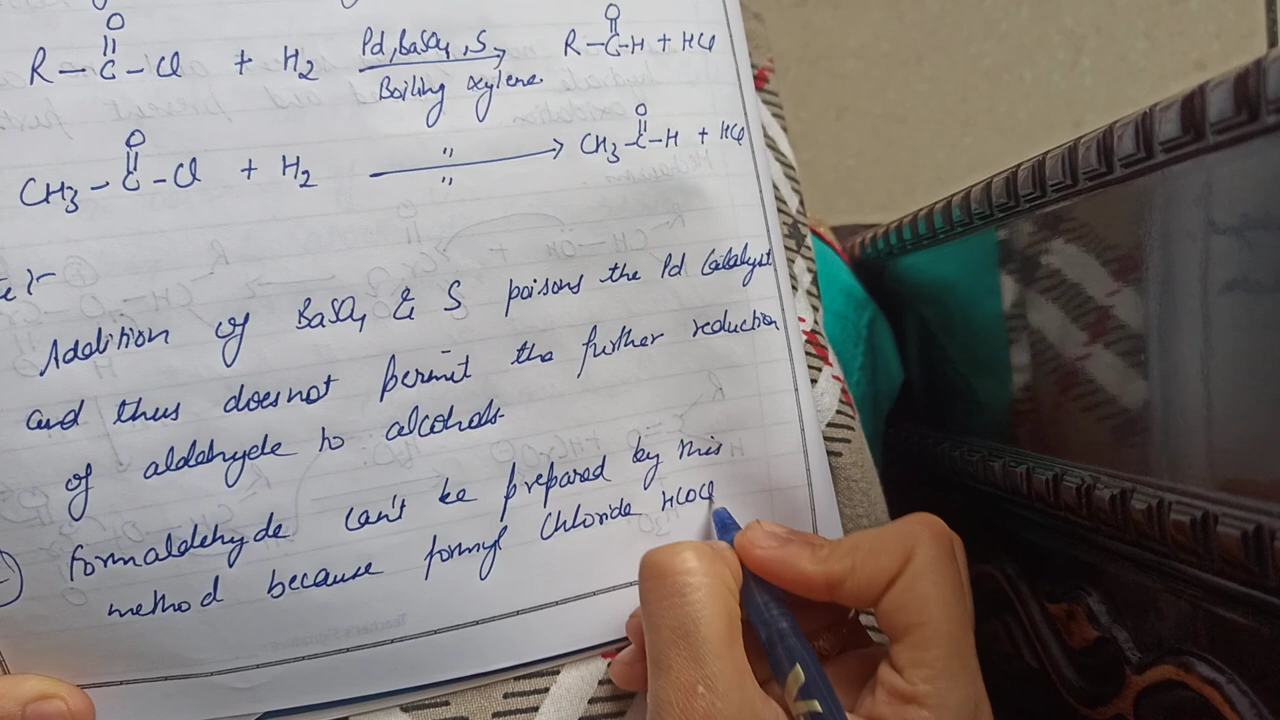 O
R-C-Cl + H2 Pd, BaSO4, S Boiling xylene R-C-H + HCl
O
CH3-C-Cl + H2 " " CH3-C-H + HCl
O
Addition of BaSO4 & S poisons the Pd Catalyst
and thus doesnot permit the further reduction
of aldehyde to alcohols
Formaldehyde can't be prepared by this
method because formyl Chloride HCOCl